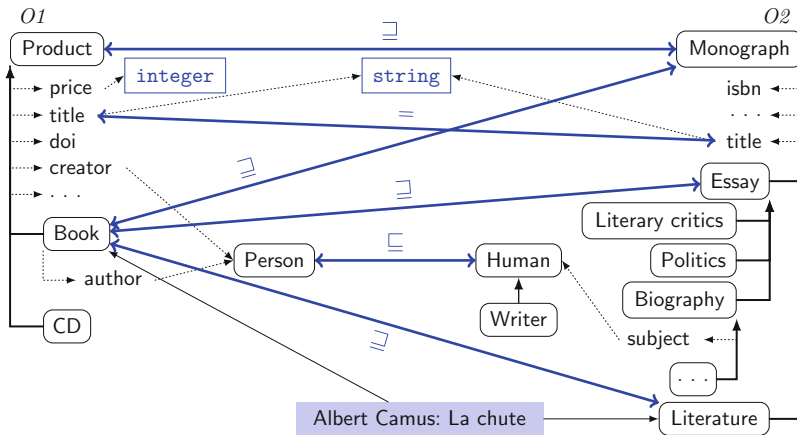 O1
O2
⊒
Product
Monograph
price
integer
string
isbn
title
=
. . .
doi
title
creator
⊒
. . .
⊒
Essay
Literary critics
Book
⊑
Person
Human
Politics
author
Biography
CD
Writer
subject
⊒
. . .
Albert Camus: La chute
Literature